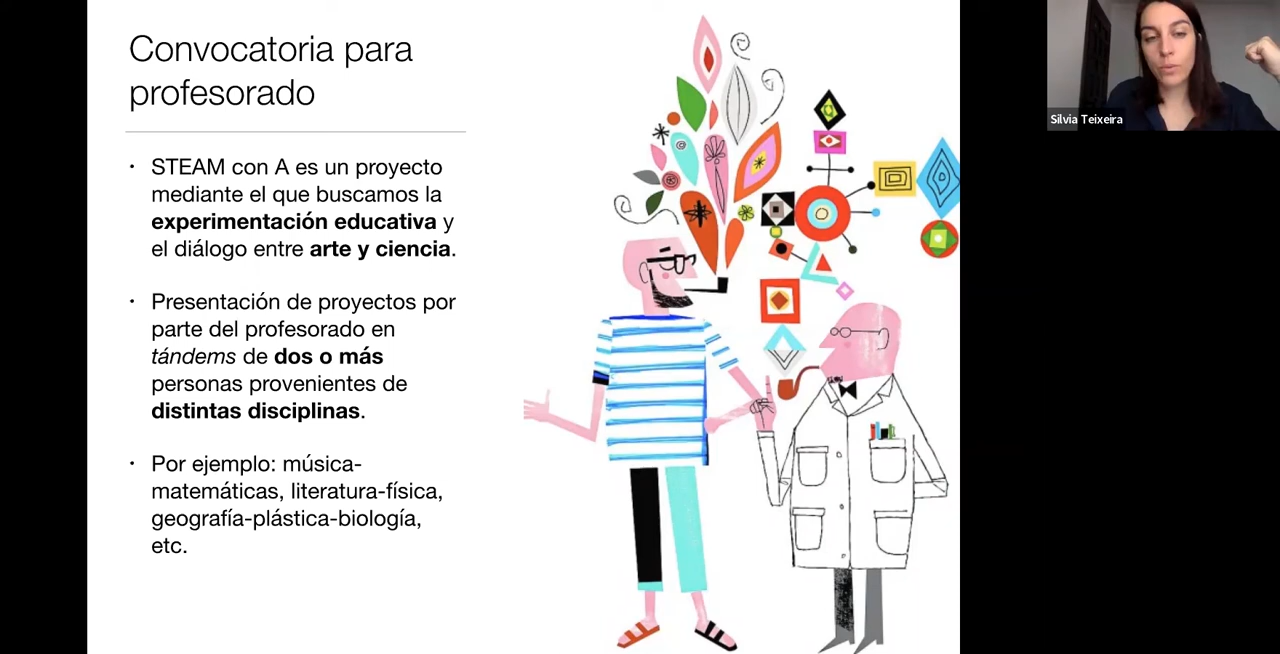 Convocatoria para
profesorado
• STEAM con A es un proyecto
mediante el que buscamos la
experimentación educativa y
el diálogo entre arte y ciencia.
• Presentación de proyectos por
parte del profesorado en
tándems de dos o más
personas provenientes de
distintas disciplinas.
• Por ejemplo: música-
matemáticas, literatura-física,
geografía-plástica-biología,
etc.
Silvia Teixeira